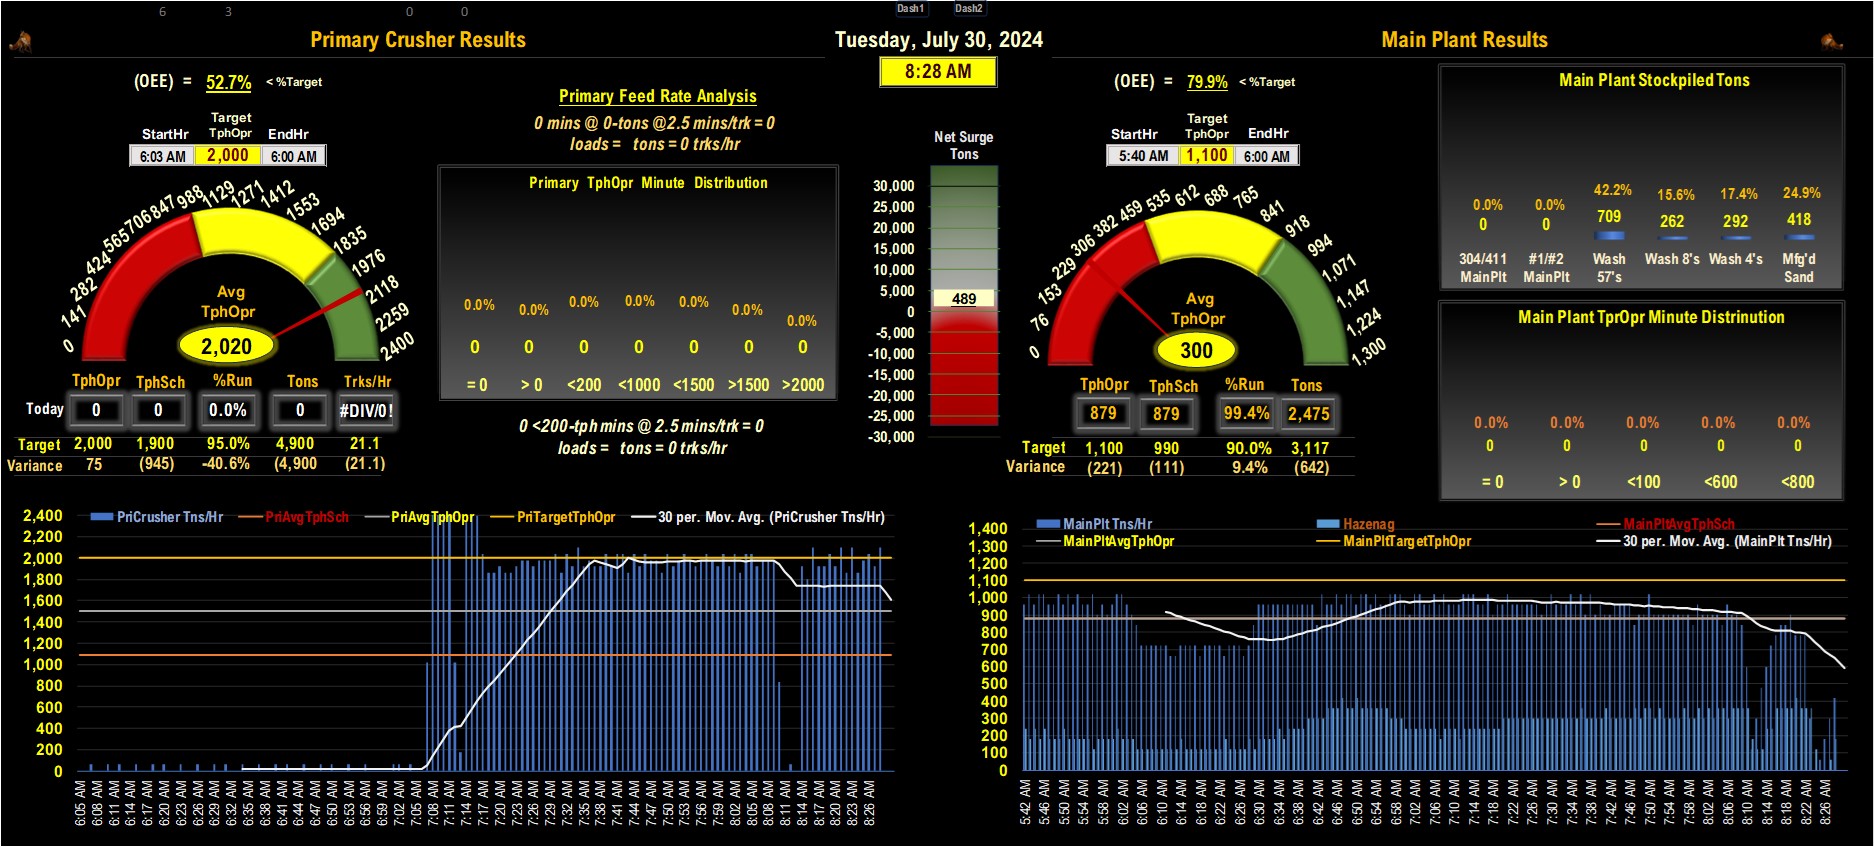 6 3 0 0 Dash1 Dash2
Primary Crusher Results Tuesday, July 30, 2024 Main Plant Results
8:28 AM
(OEE) = 52.7% < %Target
Target
StartHr TphOpr EndHr
6:03 AM 2,000 6:00 AM
0 141 282 424 565 706 847 988 1129 1271 1412 1553 1694 1835 1976 2118 2259 2400
Avg
TphOpr
2,020
TphOpr TphSch %Run Tons Trks/Hr
Today 0 0 0.0% 0 #DIV/0!
Target 2,000 1,900 95.0% 4,900 21.1
Variance 75 (945) -40.6% (4,900 (21.1)
Primary Feed Rate Analysis
0 mins @ 0-tons @2.5 mins/trk = 0
loads = tons = 0 trks/hr
Primary TphOpr Minute Distribution
0.0% 0.0% 0.0% 0.0% 0.0% 0.0% 0.0%
0 0 0 0 0 0 0
= 0 > 0 <200 <1000 <1500 >1500 >2000
0 <200-tph mins @ 2.5 mins/trk = 0
loads = tons = 0 trks/hr
Net Surge
Tons
30,000
25,000
20,000
15,000
10,000
5,000
489
0
-5,000
-10,000
-15,000
-20,000
-25,000
-30,000
(OEE) = 79.9% < %Target
Target
StartHr TphOpr EndHr
5:40 AM 1,100 6:00 AM
0 76 153 229 306 382 459 535 612 688 765 841 918 994 1,071 1,147 1,224 1,300
Avg
TphOpr
300
TphOpr TphSch %Run Tons
879 879 99.4% 2,475
Target 1,100 990 90.0% 3,117
Variance (221) (111) 9.4% (642)
Main Plant Stockpiled Tons
0.0% 0.0% 42.2% 15.6% 17.4% 24.9%
0 0 709 262 292 418
304/411 #1/#2 Wash Wash 8's Wash 4's Mfg'd
MainPlt MainPlt 57's Sand
Main Plant TprOpr Minute Distrinution
0.0% 0.0% 0.0% 0.0% 0.0%
0 0 0 0 0
= 0 > 0 <100 <600 <800
PriCrusher Tns/Hr PriAvgTphSch PriAvgTphOpr PriTargetTphOpr 30 per. Mov. Avg. (PriCrusher Tns/Hr)
2,400
2,200
2,000
1,800
1,600
1,400
1,200
1,000
800
600
400
200
0
6:05 AM 6:08 AM 6:11 AM 6:14 AM 6:17 AM 6:20 AM 6:23 AM 6:26 AM 6:29 AM 6:32 AM 6:35 AM 6:38 AM 6:41 AM 6:44 AM 6:47 AM 6:50 AM 6:53 AM 6:56 AM 6:59 AM 7:02 AM 7:05 AM 7:08 AM 7:11 AM 7:14 AM 7:17 AM 7:20 AM 7:23 AM 7:26 AM 7:29 AM 7:32 AM 7:35 AM 7:38 AM 7:41 AM 7:44 AM 7:47 AM 7:50 AM 7:53 AM 7:56 AM 7:59 AM 8:02 AM 8:05 AM 8:08 AM 8:11 AM 8:14 AM 8:17 AM 8:20 AM 8:23 AM 8:26 AM
MainPlt Tns/Hr Hazenag MainPltAvgTphSch
MainPltAvgTphOpr MainPltTargetTphOpr 30 per. Mov. Avg. (MainPlt Tns/Hr)
1,400
1,300
1,200
1,100
1,000
900
800
700
600
500
400
300
200
100
0
5:42 AM 5:46 AM 5:50 AM 5:54 AM 5:58 AM 6:02 AM 6:06 AM 6:10 AM 6:14 AM 6:18 AM 6:22 AM 6:26 AM 6:30 AM 6:34 AM 6:38 AM 6:42 AM 6:46 AM 6:50 AM 6:54 AM 6:58 AM 7:02 AM 7:06 AM 7:10 AM 7:14 AM 7:18 AM 7:22 AM 7:26 AM 7:30 AM 7:34 AM 7:38 AM 7:42 AM 7:46 AM 7:50 AM 7:54 AM 7:58 AM 8:02 AM 8:06 AM 8:10 AM 8:14 AM 8:18 AM 8:22 AM 8:26 AM